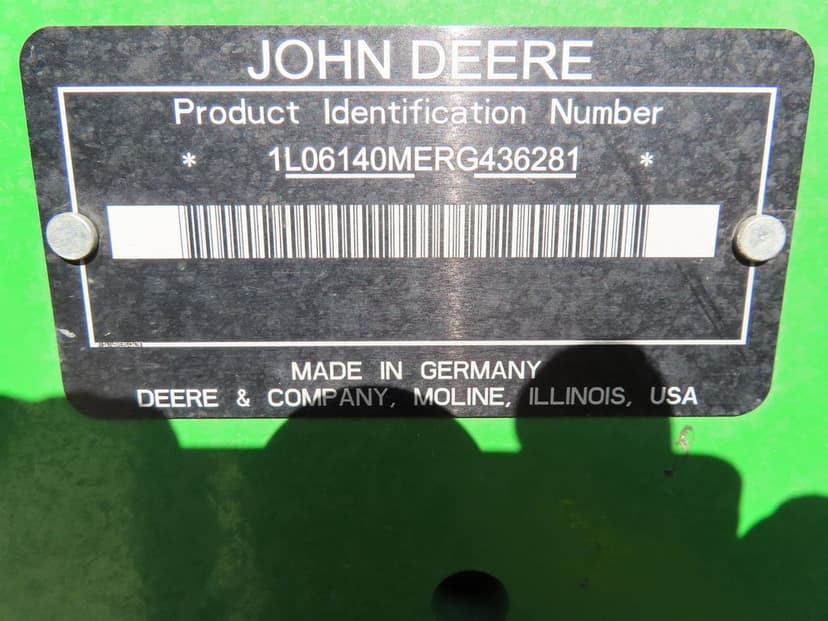 JOHN DEERE
Product Identification Number
* 1L06140MERG436281 *
MADE IN GERMANY
DEERE & COMPANY, MOLINE, ILLINOIS, USA